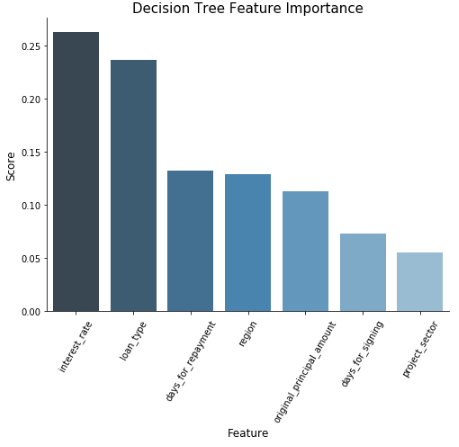 Decision Tree Feature Importance
0.25
0.20
0.15
0.10
0.05
0.00
Score
interest_rate
loan_type
days_for_repayment
region
original_principal_amount
days_for_signing
project_sector
Feature